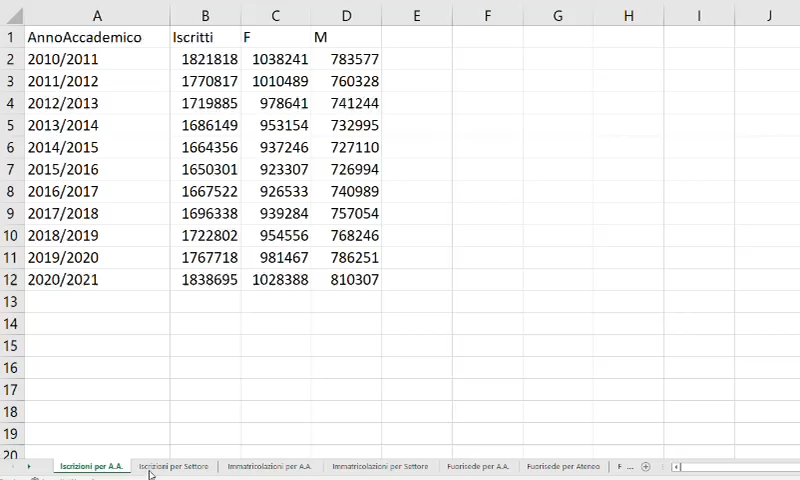 A B C D E F G H I J
1 AnnoAccademico Iscritti F M
2 2010/2011 1821818 1038241 783577
3 2011/2012 1770817 1010489 760328
4 2012/2013 1719885 978641 741244
5 2013/2014 1686149 953154 732995
6 2014/2015 1664356 937246 727110
7 2015/2016 1650301 923307 726994
8 2016/2017 1667522 926533 740989
9 2017/2018 1696338 939284 757054
10 2018/2019 1722802 954556 768246
11 2019/2020 1767718 981467 786251
12 2020/2021 1838695 1028388 810307
13
14
15
16
17
18
19
20
Iscrizioni per A.A. Iscrizioni per Settore Immatricolazioni per A.A. Immatricolazioni per Settore Fuorisede per A.A. Fuorisede per Ateneo F ...